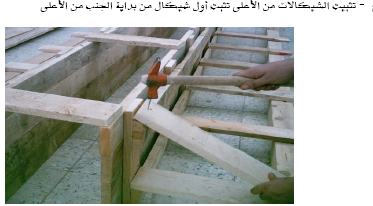 - تثبيت الشيكالات من الأعلى تثبت أول شيكال من بداية الجنب من الأعلى